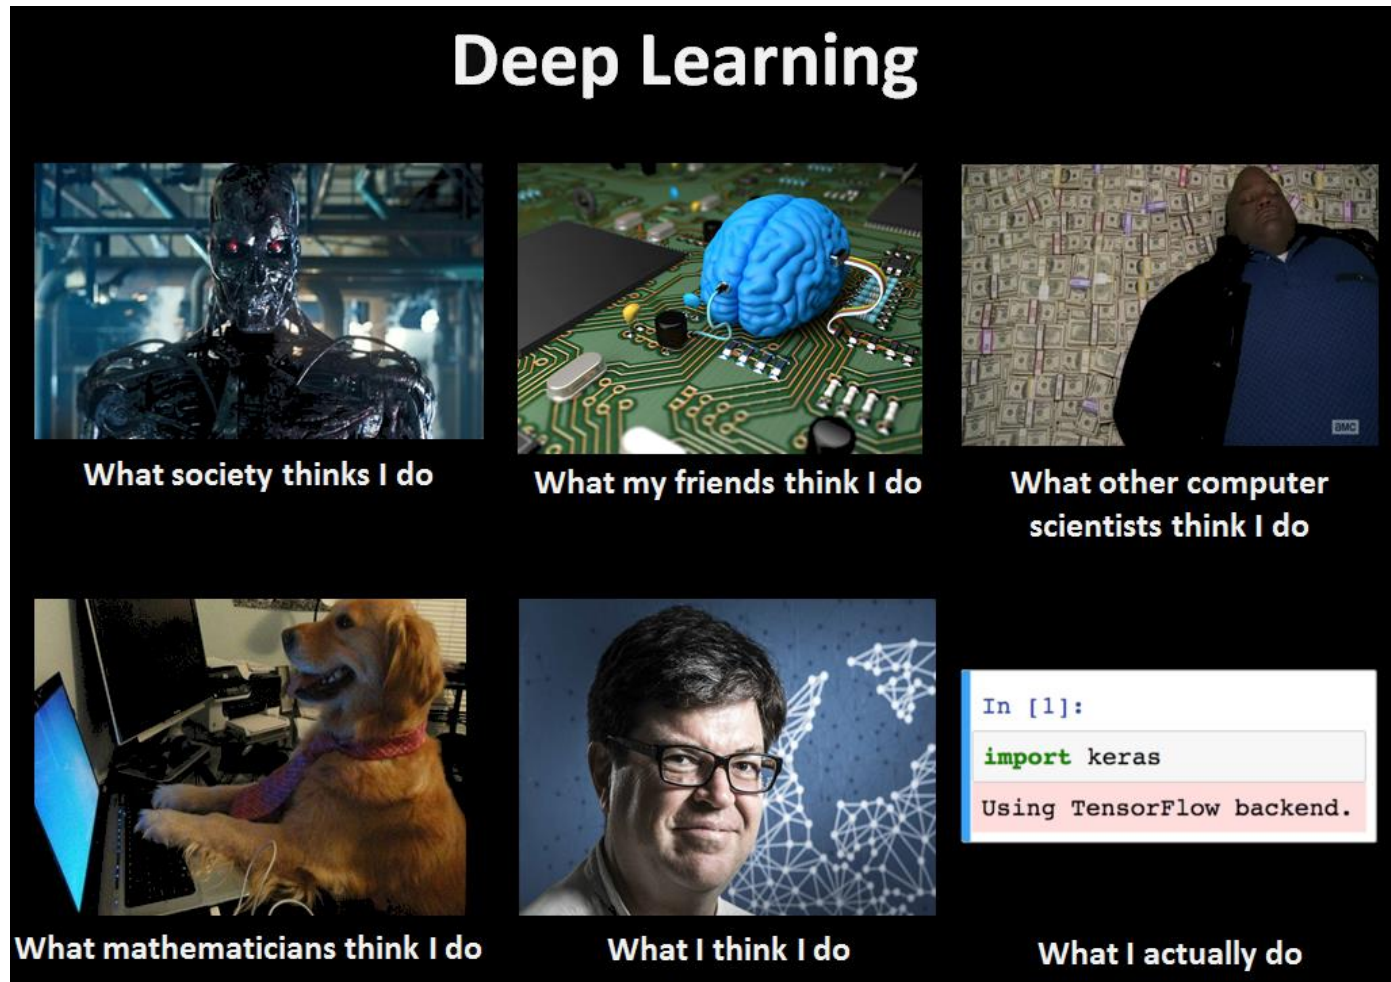 Deep Learning
What society thinks I do
What my friends think I do
What other computer
scientists think I do
amc
What mathematicians think I do
What I think I do
In [1]:
import keras
Using TensorFlow backend.
What I actually do